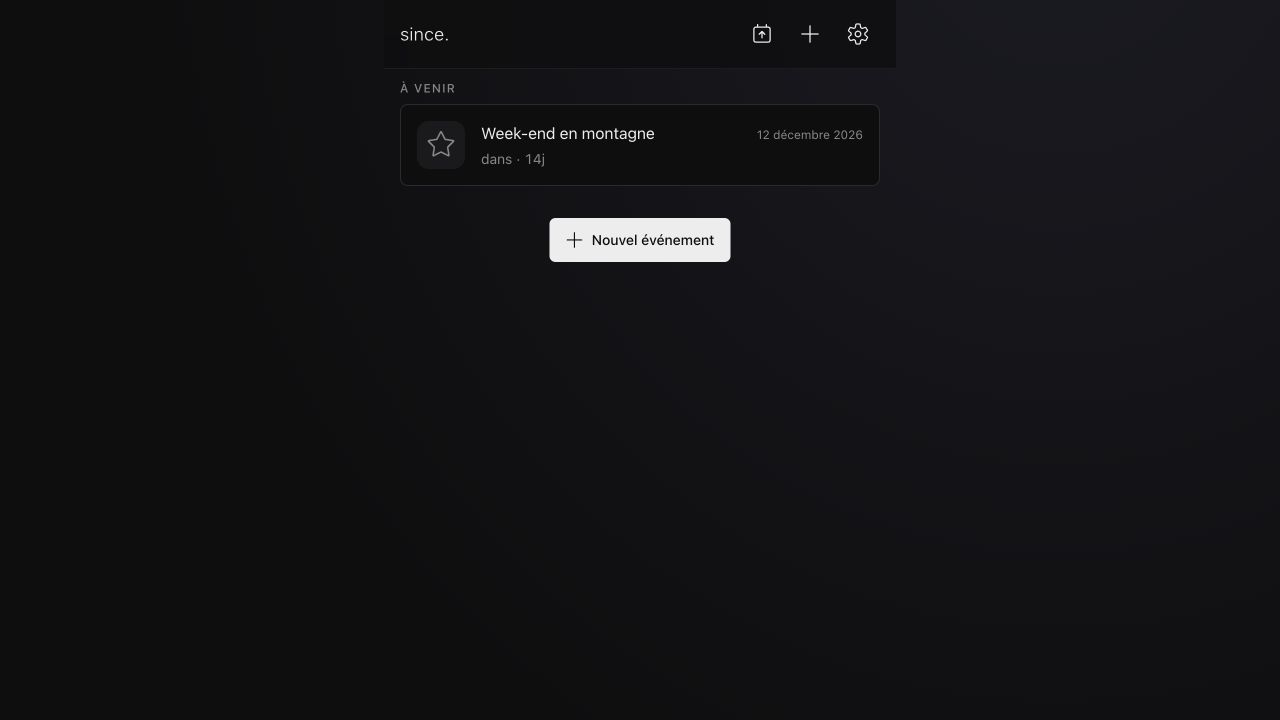 since.
À VENIR
Week-end en montagne
12 décembre 2026
dans · 14j
Nouvel événement